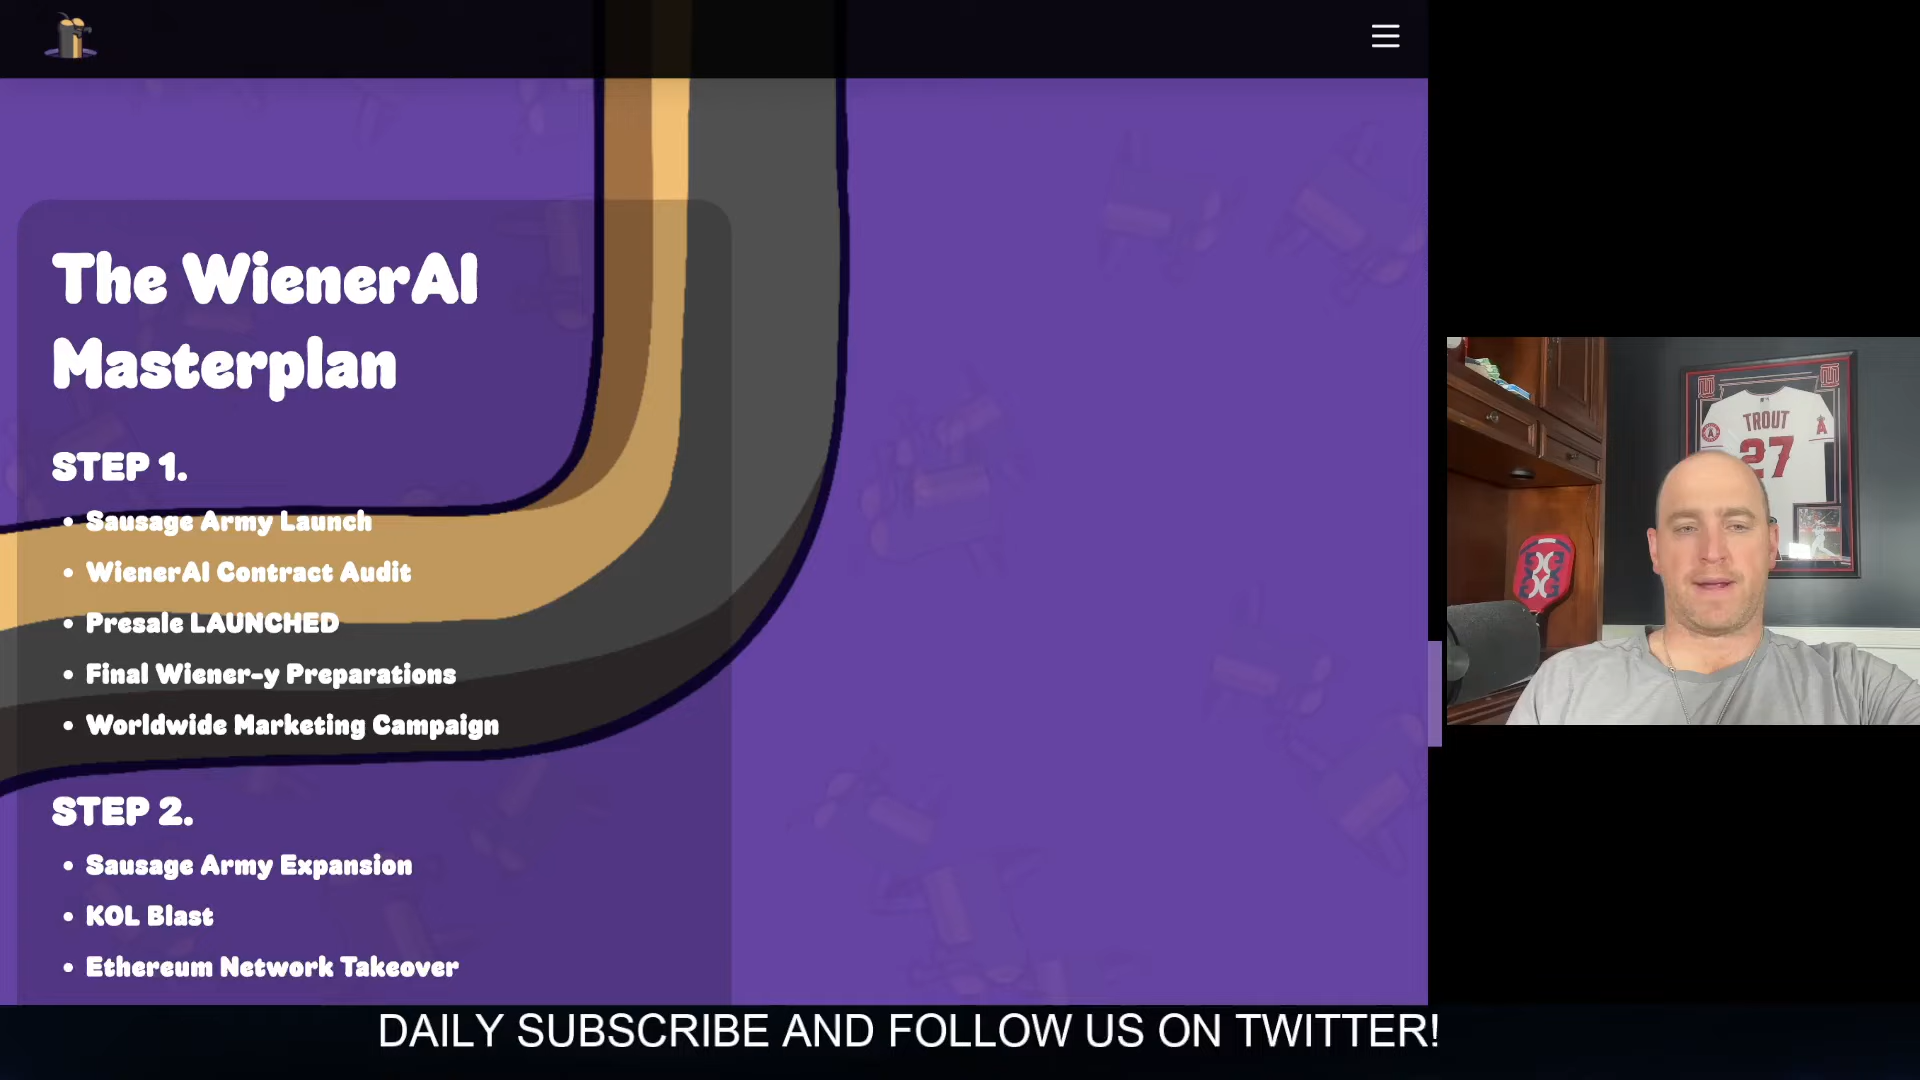 The WienerAI
Masterplan
STEP 1.
• Sausage Army Launch
• WienerAI Contract Audit
• Presale LAUNCHED
• Final Wiener-y Preparations
• Worldwide Marketing Campaign
STEP 2.
• Sausage Army Expansion
• KOL Blast
• Ethereum Network Takeover
TROUT
27
DAILY SUBSCRIBE AND FOLLOW US ON TWITTER!